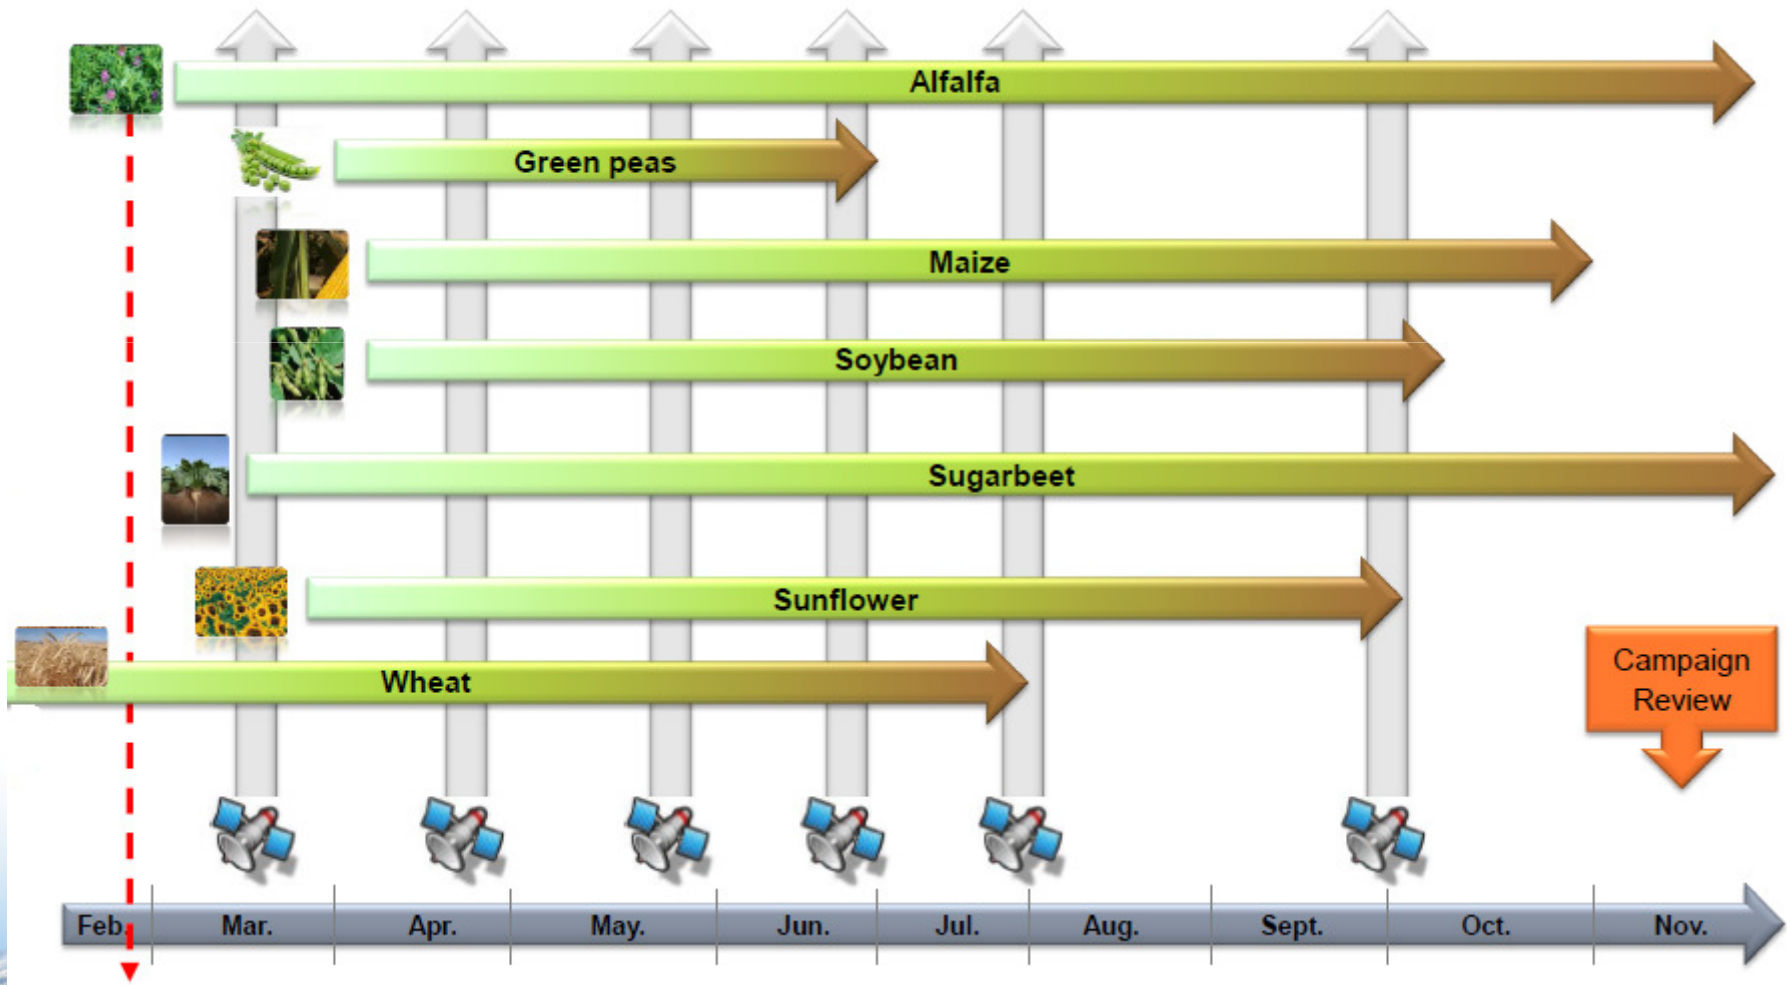 Alfalfa
Green peas
Maize
Soybean
Sugarbeet
Sunflower
Wheat
Campaign
Review
Feb. Mar. Apr. May. Jun. Jul. Aug. Sept. Oct. Nov.